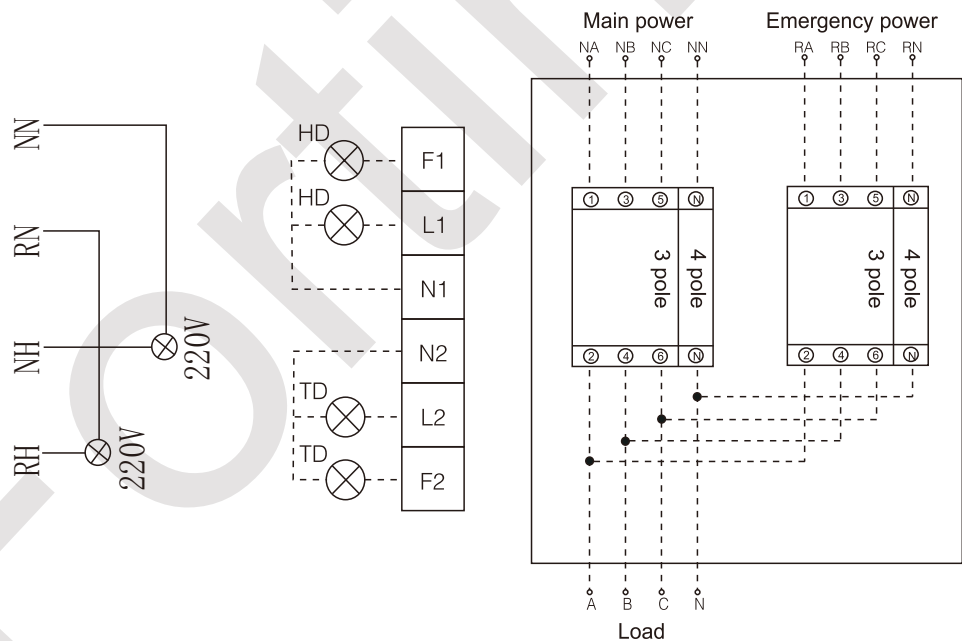 Main power
Emergency power
NA NB NC NN
RA RB RC RN
NN
RN
NH
RH
220V
220V
HD
HD
TD
TD
F1
L1
N1
N2
L2
F2
1 3 5 N
3 pole
4 pole
2 4 6 N
1 3 5 N
3 pole
4 pole
2 4 6 N
A B C N
Load